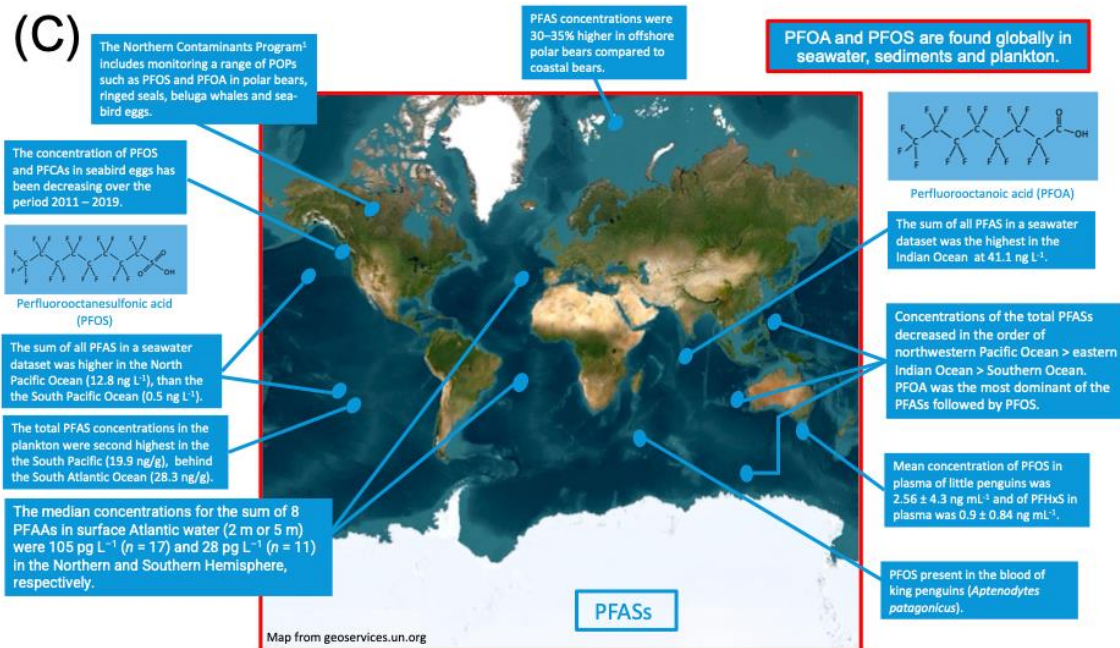 (C)
The Northern Contaminants Program¹
includes monitoring a range of POPs
such as PFOS and PFOA in polar bears,
ringed seals, beluga whales and sea-
bird eggs.
PFAS concentrations were
30–35% higher in offshore
polar bears compared to
coastal bears.
PFOA and PFOS are found globally in
seawater, sediments and plankton.
The concentration of PFOS
and PFCAs in seabird eggs has
been decreasing over the
period 2011 – 2019.
F F F F F F F F F F F F F F F O OH
Perfluorooctanoic acid (PFOA)
The sum of all PFAS in a seawater
dataset was the highest in the
Indian Ocean at 41.1 ng L⁻¹.
F F F F F F F F F F F F F F F F F O S O OH
Perfluorooctanesulfonic acid
(PFOS)
The sum of all PFAS in a seawater
dataset was higher in the North
Pacific Ocean (12.8 ng L⁻¹), than the
the South Pacific Ocean (0.5 ng L⁻¹).
Concentrations of the total PFASs
decreased in the order of
northwestern Pacific Ocean > eastern
Indian Ocean > Southern Ocean.
PFOA was the most dominant of the
PFASs followed by PFOS.
The total PFAS concentrations in the
plankton were second highest in the
the South Pacific (19.9 ng/g), behind
the South Atlantic Ocean (28.3 ng/g).
Mean concentration of PFOS in
plasma of little penguins was
2.56 ± 4.3 ng mL⁻¹ and of PFHxS in
plasma was 0.9 ± 0.84 ng mL⁻¹.
The median concentrations for the sum of 8
PFAAs in surface Atlantic water (2 m or 5 m)
were 105 pg L⁻¹ (n = 17) and 28 pg L⁻¹ (n = 11)
in the Northern and Southern Hemisphere,
respectively.
PFOS present in the blood of
king penguins (Aptenodytes
patagonicus).
PFASs
Map from geoservices.un.org